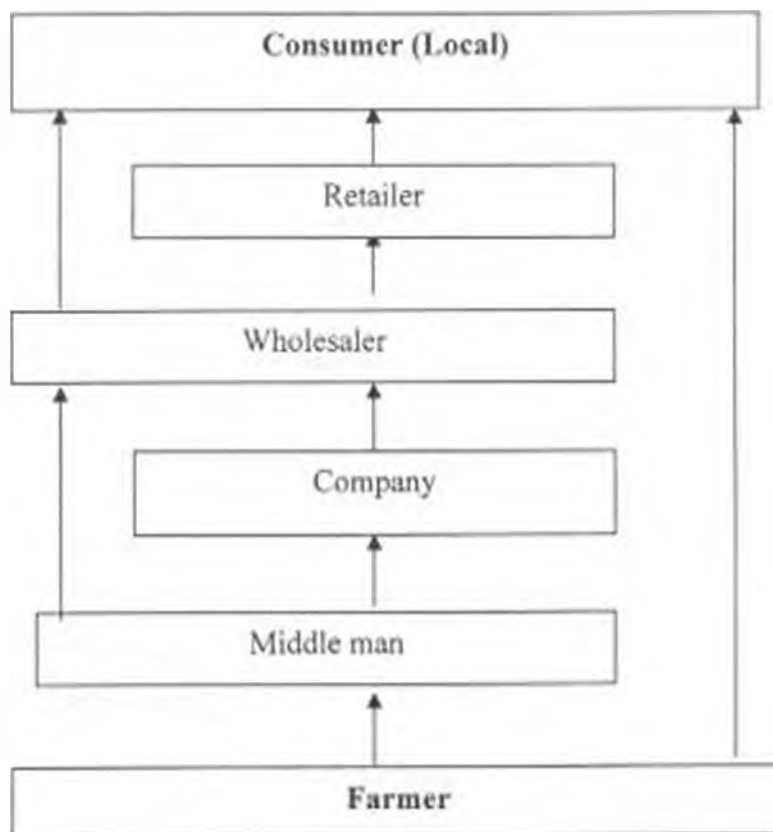 Consumer (Local)
Retailer
Wholesaler
Company
Middle man
Farmer